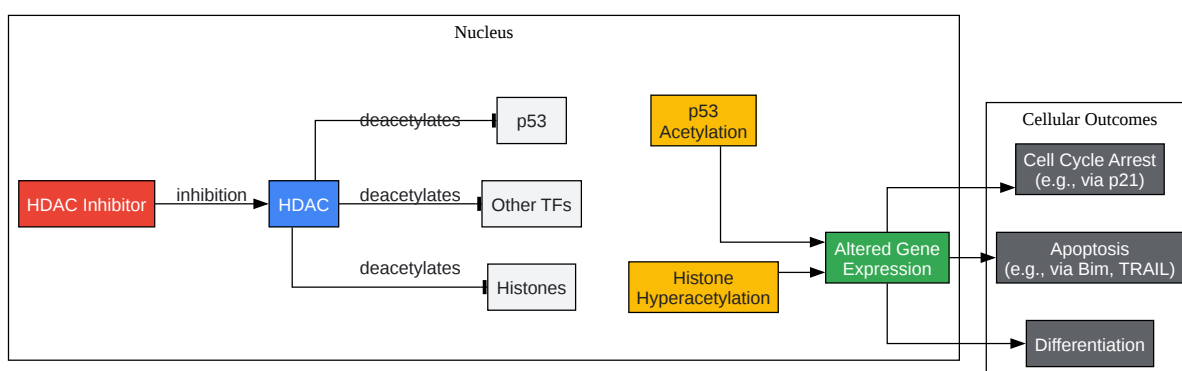 Nucleus
deacetylates
p53
p53
Acetylation
Cellular Outcomes
Cell Cycle Arrest
(e.g., via p21)
HDAC Inhibitor
inhibition
HDAC
deacetylates
Other TFs
Altered Gene
Expression
Apoptosis
(e.g., via Bim, TRAIL)
deacetylates
Histones
Histone
Hyperacetylation
Differentiation